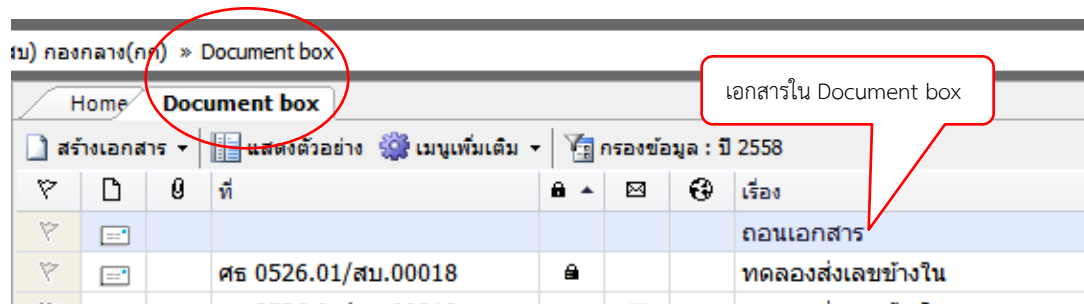 กองกลาง(กก) » Document box
Home Document box
เอกสารใน Document box
สร้างเอกสาร แสดงตัวอย่าง เมนูเพิ่มเติม กรองข้อมูล : ปี 2558
ที่ เรื่อง
ถอนเอกสาร
ศธ 0526.01/สบ.00018 ทดลองส่งเลขข้างใน